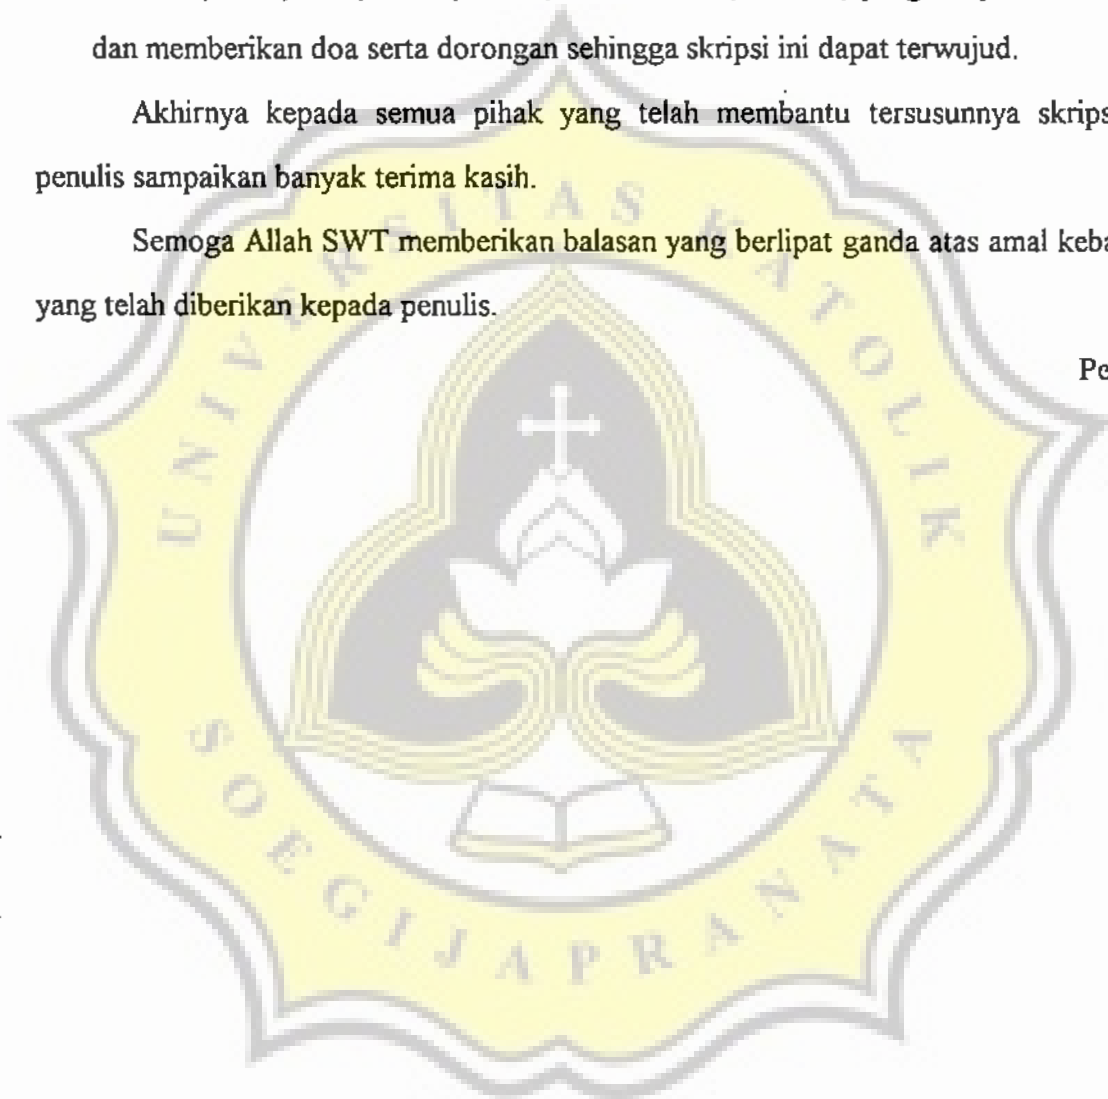 dan memberikan doa serta dorongan sehingga skripsi ini dapat terwujud.
Akhirnya kepada semua pihak yang telah membantu tersusunnya skrips
penulis sampaikan banyak terima kasih.
Semoga Allah SWT memberikan balasan yang berlipat ganda atas amal keba
yang telah diberikan kepada penulis.
Pe
UNIVERSITAS KATOLIK
SOEGIJAPRANATA